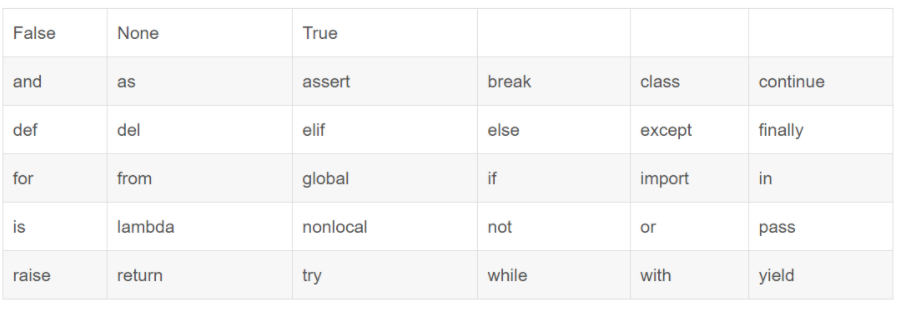 False None True
and as assert break class continue
def del elif else except finally
for from global if import in
is lambda nonlocal not or pass
raise return try while with yield